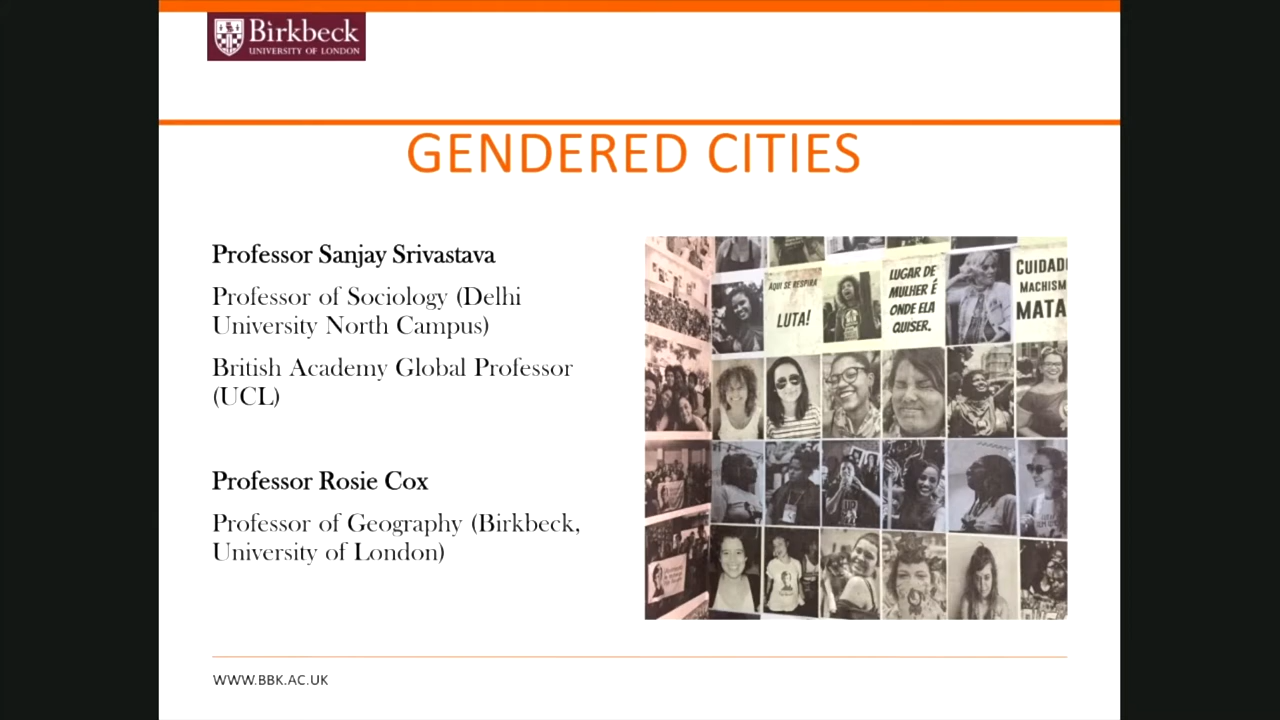 Birkbeck
UNIVERSITY OF LONDON
GENDERED CITIES
Professor Sanjay Srivastava
Professor of Sociology (Delhi
University North Campus)
British Academy Global Professor
(UCL)
Professor Rosie Cox
Professor of Geography (Birkbeck,
University of London)
AQUI SE RESPIRA
LUTA!
LUGAR DE
MULHER É
ONDE ELA
QUISER.
CUIDAD
MACHISM
MATA
WWW.BBK.AC.UK